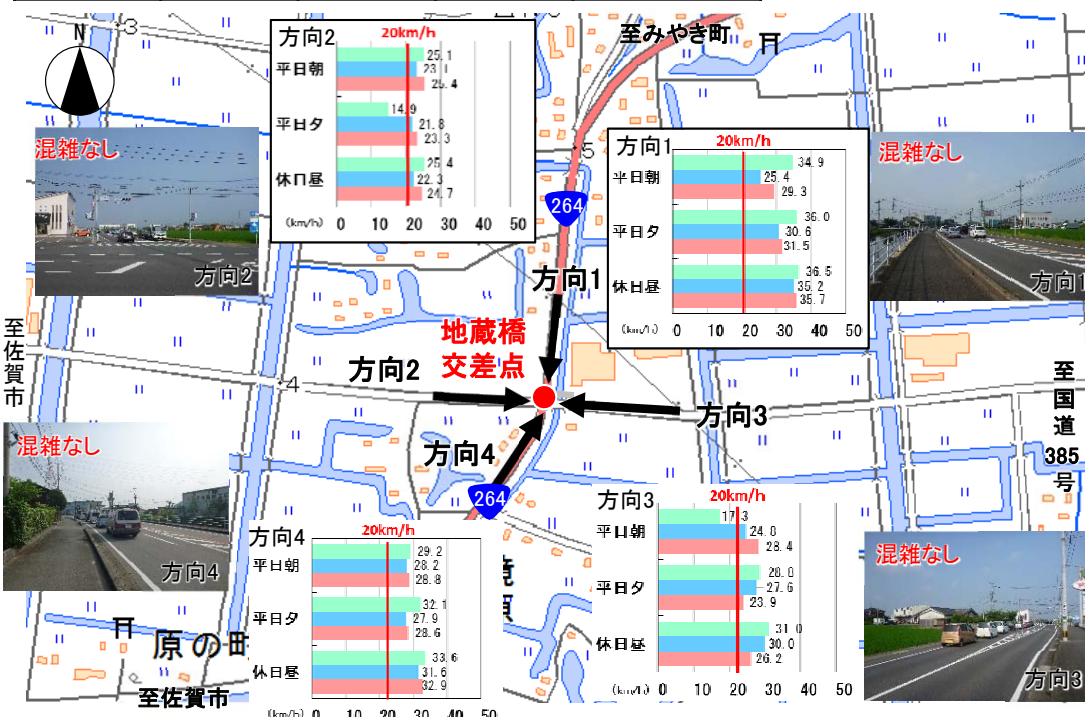 3
N
至みやき町
方向2
20km/h
平日朝
25.1
23.1
25.4
平日夕
14.9
21.8
23.3
休日昼
25.4
22.3
24.7
(km/h) 0 10 20 30 40 50
混雑なし
方向2
5
264
方向1
20km/h
平日朝
34.9
25.4
29.3
平日夕
36.0
30.6
31.5
休日昼
36.5
35.2
35.7
(km/h) 0 10 20 30 40 50
混雑なし
方向1
方向1
地蔵橋
交差点
至佐賀市
4
方向2
方向3
至国道385号
方向4
264
混雑なし
方向4
方向4
20km/h
平日朝
29.2
28.2
28.8
平日夕
32.1
27.9
28.6
休日昼
33.6
31.6
32.9
(km/h) 0 10 20 30 40 50
方向3
20km/h
平日朝
17.3
24.8
28.4
平日夕
28.0
27.6
23.9
休日昼
31.0
30.0
26.2
(km/h) 0 10 20 30 40 50
混雑なし
方向3
原の町
至佐賀市